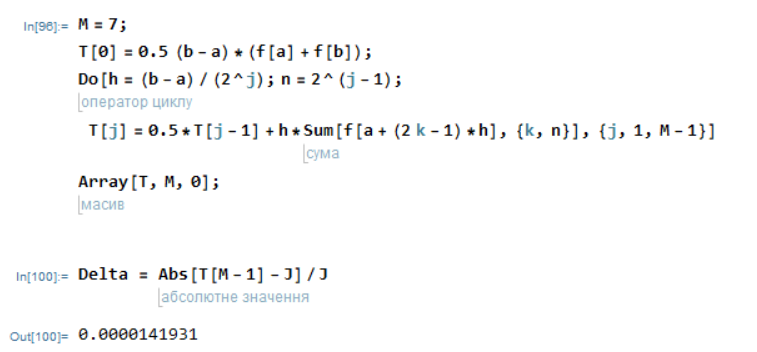 In[96]:= M = 7;
T[0] = 0.5 (b - a) * (f[a] + f[b]);
Do[h = (b - a) / (2^j); n = 2^ (j - 1);
оператор циклу
T[j] = 0.5*T[j - 1] + h*Sum[f[a + (2 k - 1) *h], {k, n}], {j, 1, M - 1}]
сума
Array[T, M, 0];
масив
In[100]:= Delta = Abs[T[M - 1] - J] / J
абсолютне значення
Out[100]= 0.0000141931